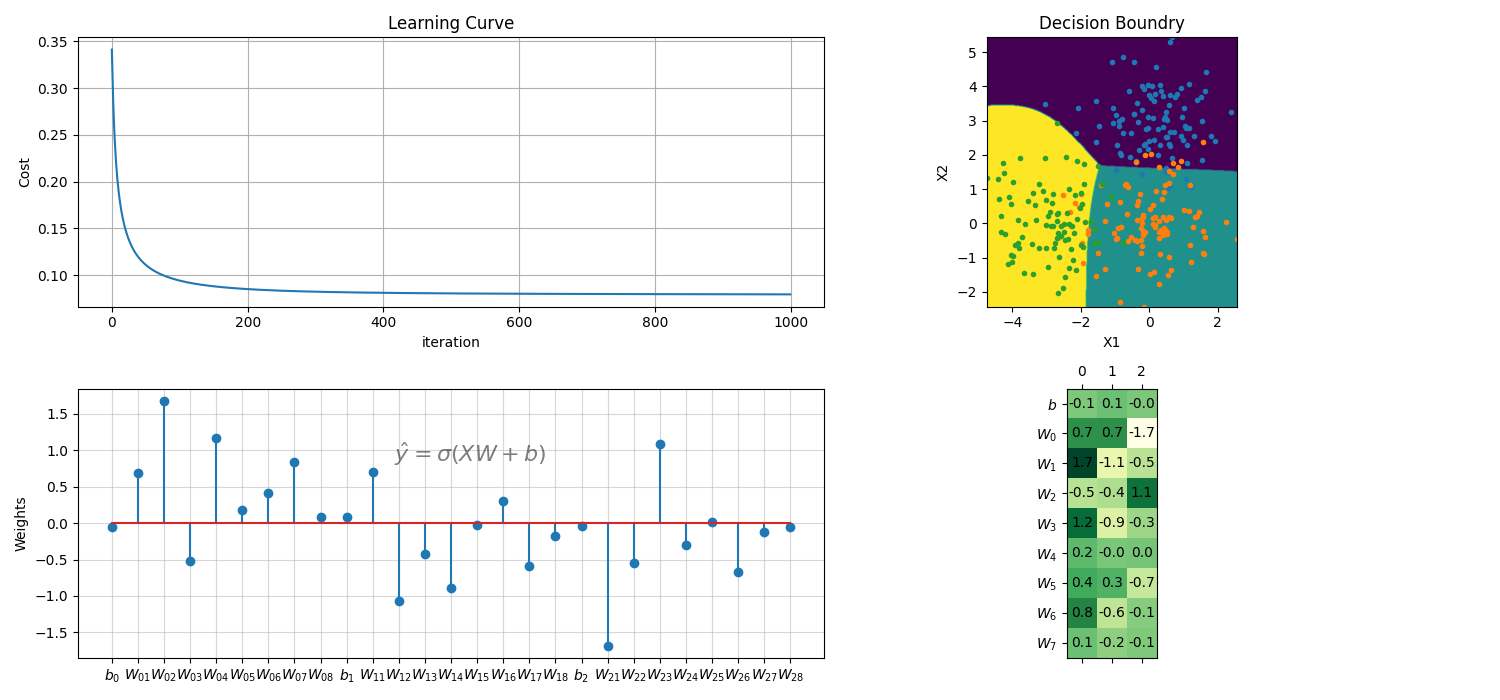 Learning Curve
0.35
0.30
0.25
0.20
0.15
0.10
Cost
0 200 400 600 800 1000
iteration
Decision Boundry
5
4
3
2
1
0
−1
−2
X2
−4 −2 0 2
X1
1.5
1.0
0.5
0.0
−0.5
−1.0
−1.5
Weights
ŷ = σ(XW + b)
b₀ W₀₁ W₀₂ W₀₃ W₀₄ W₀₅ W₀₆ W₀₇ W₀₈ b₁ W₁₁ W₁₂ W₁₃ W₁₄ W₁₅ W₁₆ W₁₇ W₁₈ b₂ W₂₁ W₂₂ W₂₃ W₂₄ W₂₅ W₂₆ W₂₇ W₂₈
0 1 2
b -0.1 0.1 -0.0
W₀ 0.7 0.7 -1.7
W₁ 1.7 -1.1 -0.5
W₂ -0.5 -0.4 1.1
W₃ 1.2 -0.9 -0.3
W₄ 0.2 -0.0 0.0
W₅ 0.4 0.3 -0.7
W₆ 0.8 -0.6 -0.1
W₇ 0.1 -0.2 -0.1